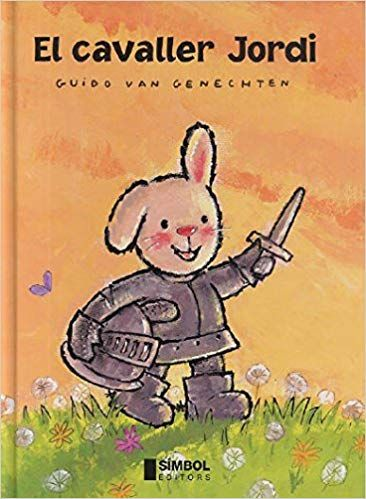 El cavaller Jordi
GUIDO VAN GENECHTEN
SÍMBOL
EDITORS